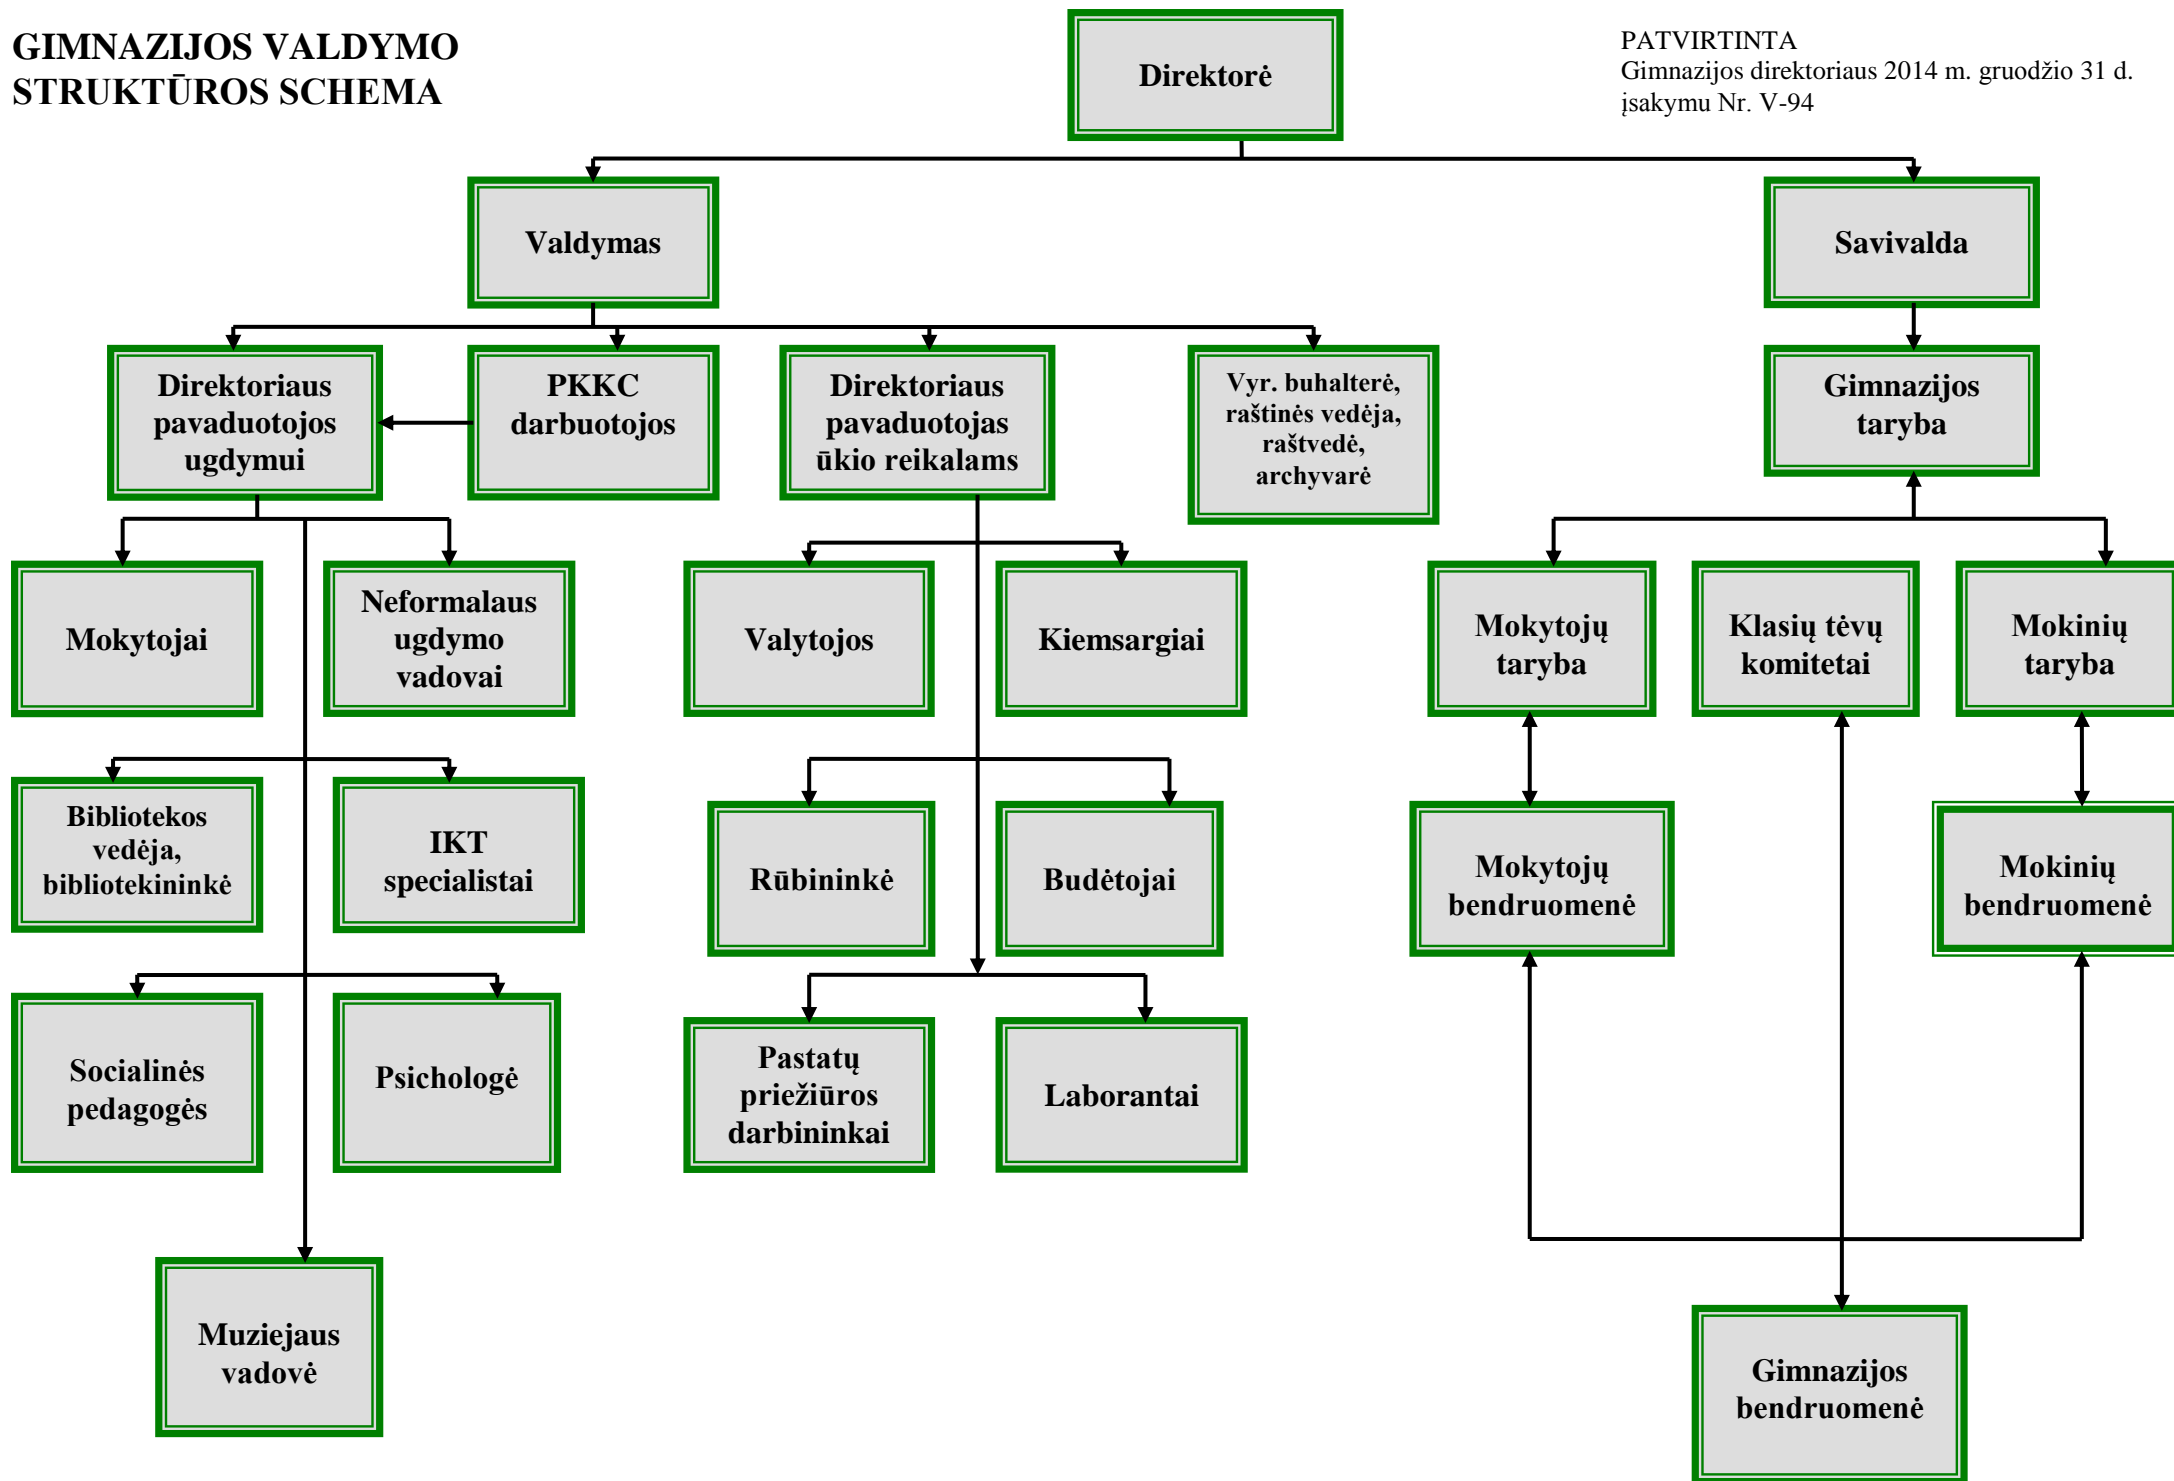 GIMNAZIJOS VALDYMO
STRUKTŪROS SCHEMA
Direktorė
PATVIRTINTA
Gimnazijos direktoriaus 2014 m. gruodžio 31 d.
įsakymu Nr. V-94
Valdymas
Savivalda
Direktoriaus
pavaduotojos
ugdymui
PKKC
darbuotojos
Direktoriaus
pavaduotojas
ūkio reikalams
Vyr. buhalterė,
raštinės vedėja,
raštvedė,
archyvarė
Gimnazijos
taryba
Mokytojai
Neformalaus
ugdymo
vadovai
Valytojos
Kiemsargiai
Mokytojų
taryba
Klasių tėvų
komitetai
Mokinių
taryba
Bibliotekos
vedėja,
bibliotekininkė
IKT
specialistai
Rūbininkė
Budėtojai
Mokytojų
bendruomenė
Mokinių
bendruomenė
Socialinės
pedagogės
Psichologė
Pastatų
priežiūros
darbininkai
Laborantai
Muziejaus
vadovė
Gimnazijos
bendruomenė